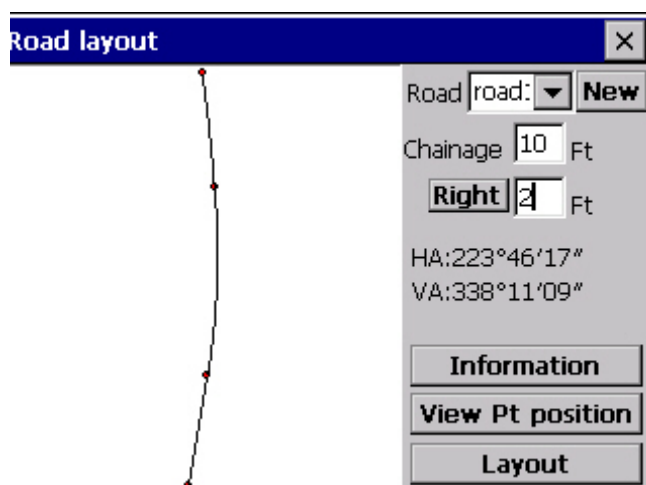 Road layout
Road road: New
Chainage 10 Ft
Right 2 Ft
HA:223°46′17″
VA:338°11′09″
Information
View Pt position
Layout